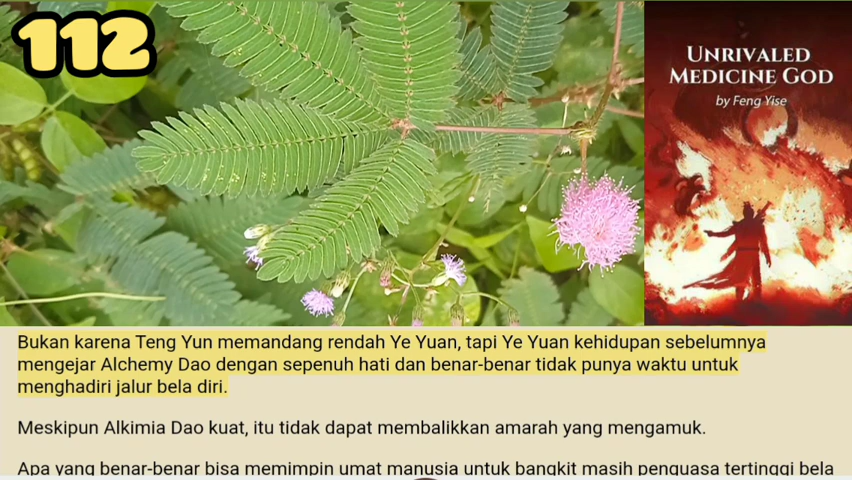 112
UNRIVALED
MEDICINE GOD
by Feng Yise
Bukan karena Teng Yun memandang rendah Ye Yuan, tapi Ye Yuan kehidupan sebelumnya
mengejar Alchemy Dao dengan sepenuh hati dan benar-benar tidak punya waktu untuk
menghadiri jalur bela diri.
Meskipun Alkimia Dao kuat, itu tidak dapat membalikkan amarah yang mengamuk.
Apa yang benar-benar bisa memimpin umat manusia untuk bangkit masih penguasa tertinggi bela